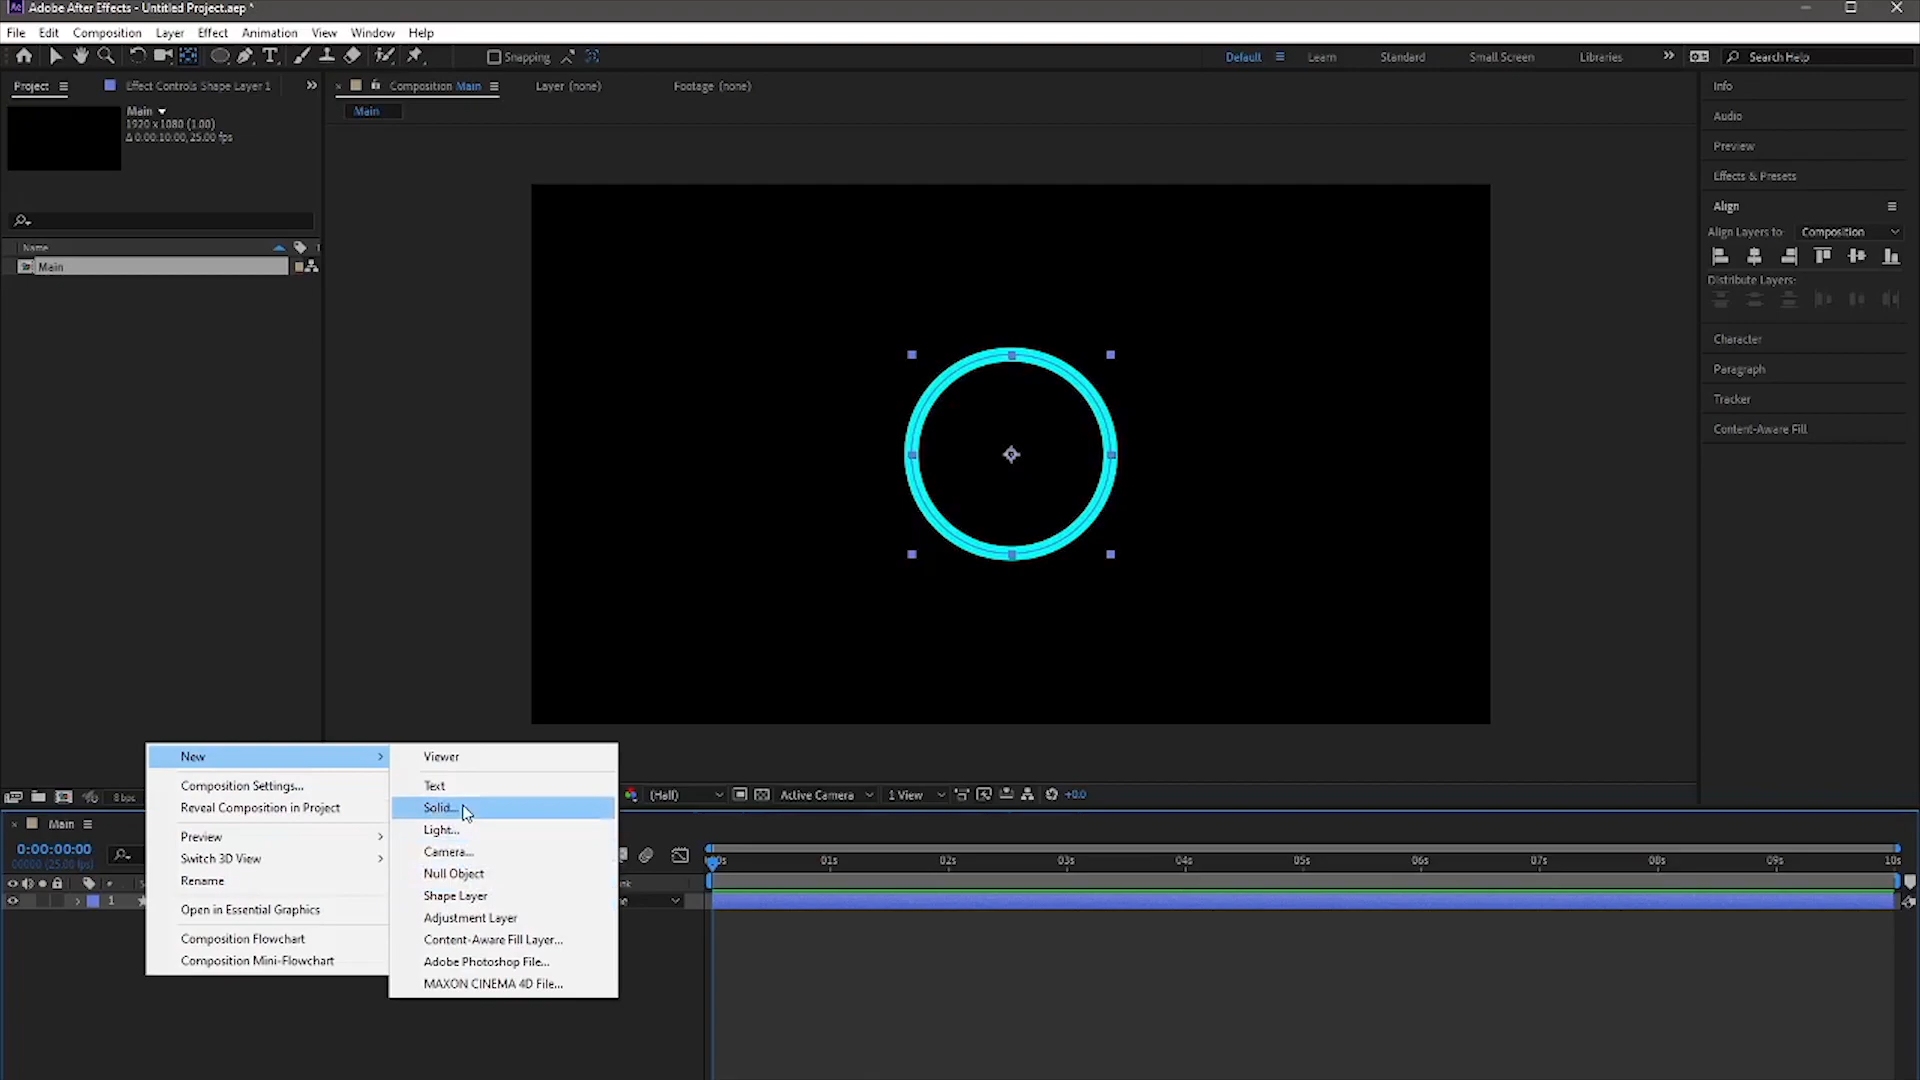 Adobe After Effects - Untitled Project.aep *
File Edit Composition Layer Effect Animation View Window Help
Snapping
Default Learn Standard Small Screen Libraries Search Help
Project Effect Controls Shape Layer 1
Composition Main Layer (none) Footage (none)
Main
Main
1920 x 1080 (1.00)
Δ 0:00:10:00, 25.00 fps
Name
Main
Info
Audio
Preview
Effects & Presets
Align
Align Layers to: Composition
Distribute Layers:
Character
Paragraph
Tracker
Content-Aware Fill
New
Composition Settings...
Reveal Composition in Project
Preview
Switch 3D View
Rename
Open in Essential Graphics
Composition Flowchart
Composition Mini-Flowchart
Viewer
Text
Solid...
Light...
Camera...
Null Object
Shape Layer
Adjustment Layer
Content-Aware Fill Layer...
Adobe Photoshop File...
MAXON CINEMA 4D File...
8 bpc
(Half) Active Camera 1 View +0.0
Main
0:00:00:00
00000 (25.00 fps)
01s 02s 03s 04s 05s 06s 07s 08s 09s 10s
1